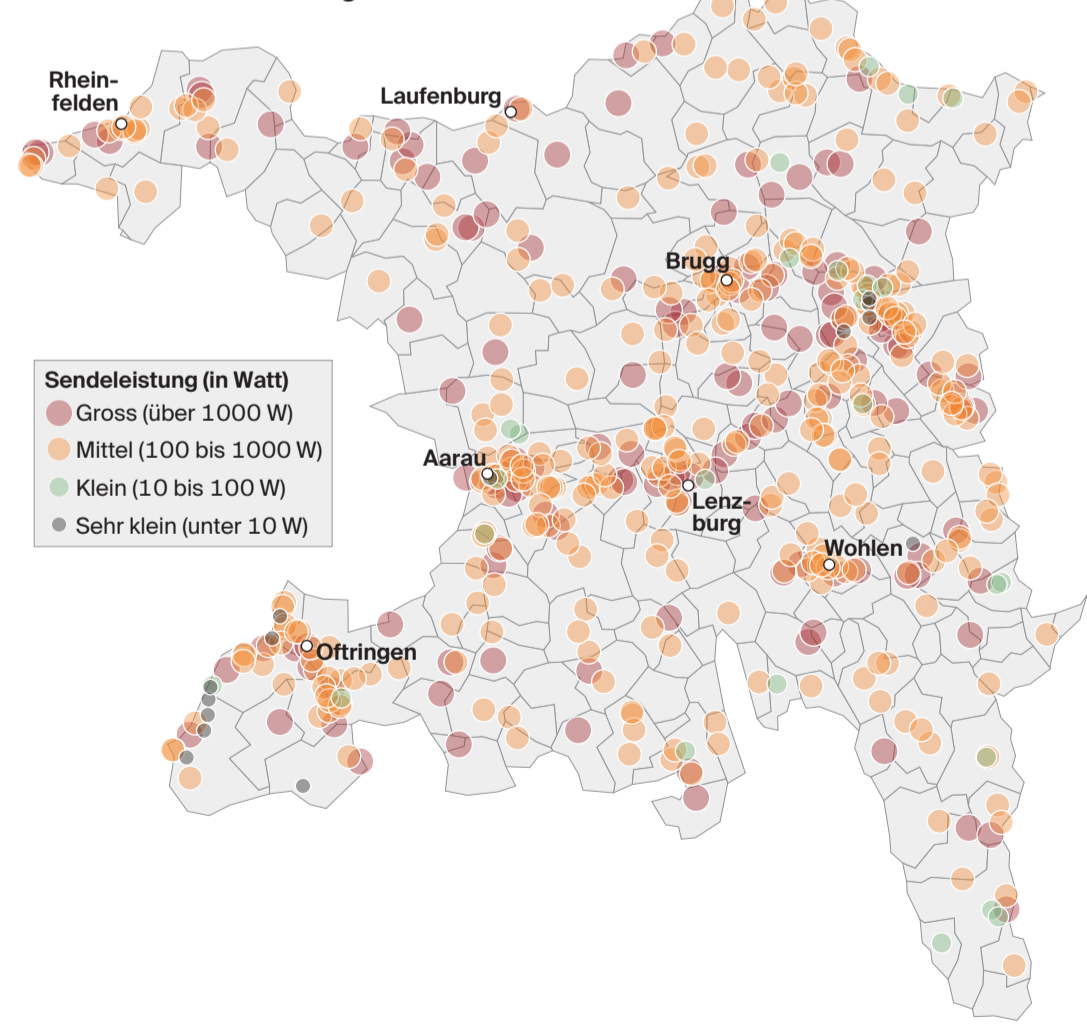 Rhein-
felden
Laufenburg
Brugg
Sendeleistung (in Watt)
Gross (über 1000 W)
Mittel (100 bis 1000 W)
Klein (10 bis 100 W)
Sehr klein (unter 10 W)
Aarau
Lenz-
burg
Wohlen
Oftringen